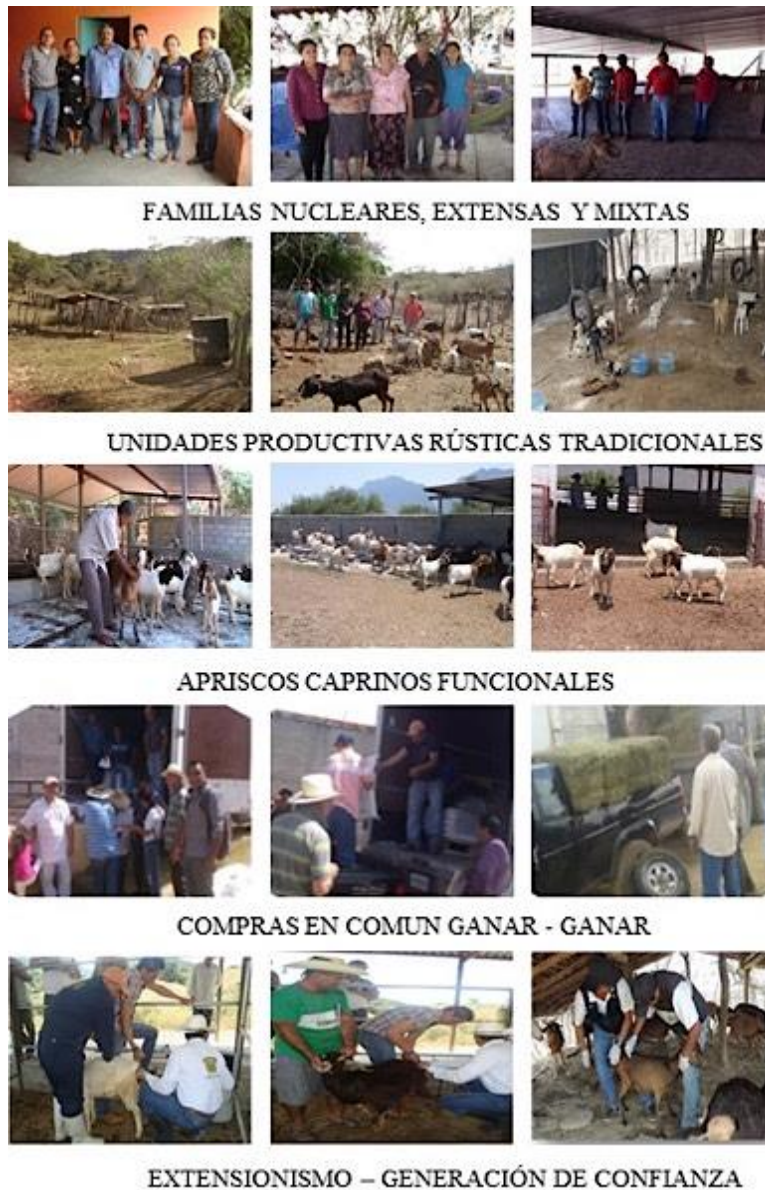 FAMILIAS NUCLEARES, EXTENSAS Y MIXTAS
UNIDADES PRODUCTIVAS RÚSTICAS TRADICIONALES
APRISCOS CAPRINOS FUNCIONALES
COMPRAS EN COMUN GANAR - GANAR
EXTENSIONISMO – GENERACIÓN DE CONFIANZA